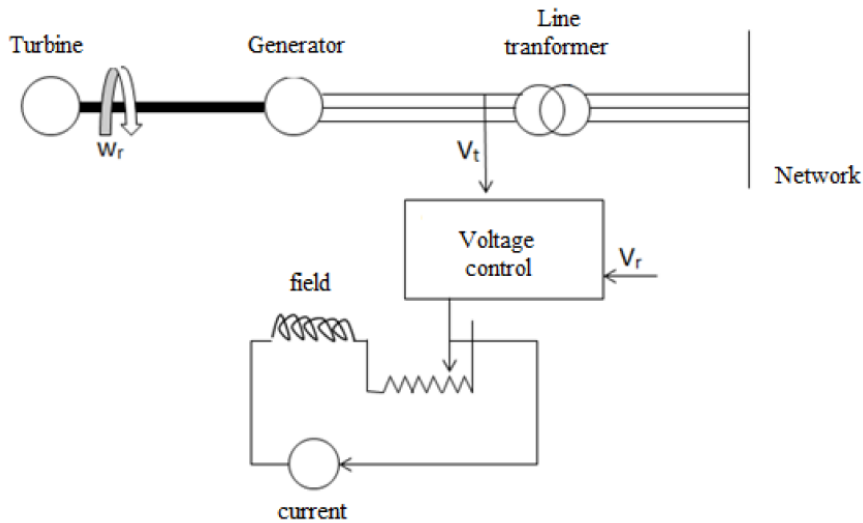 Turbine
Generator
Line
tranformer
wr
Vt
Network
Voltage
control
Vr
field
current